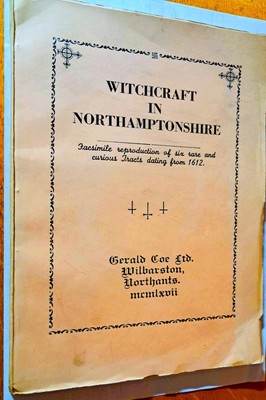 WITCHCRAFT
IN
NORTHAMPTONSHIRE
Facsimile reproduction of six rare and
curious Tracts dating from 1612.
Gerald Coe Ltd.
Wilbarston,
Northants.
mcmlxvii